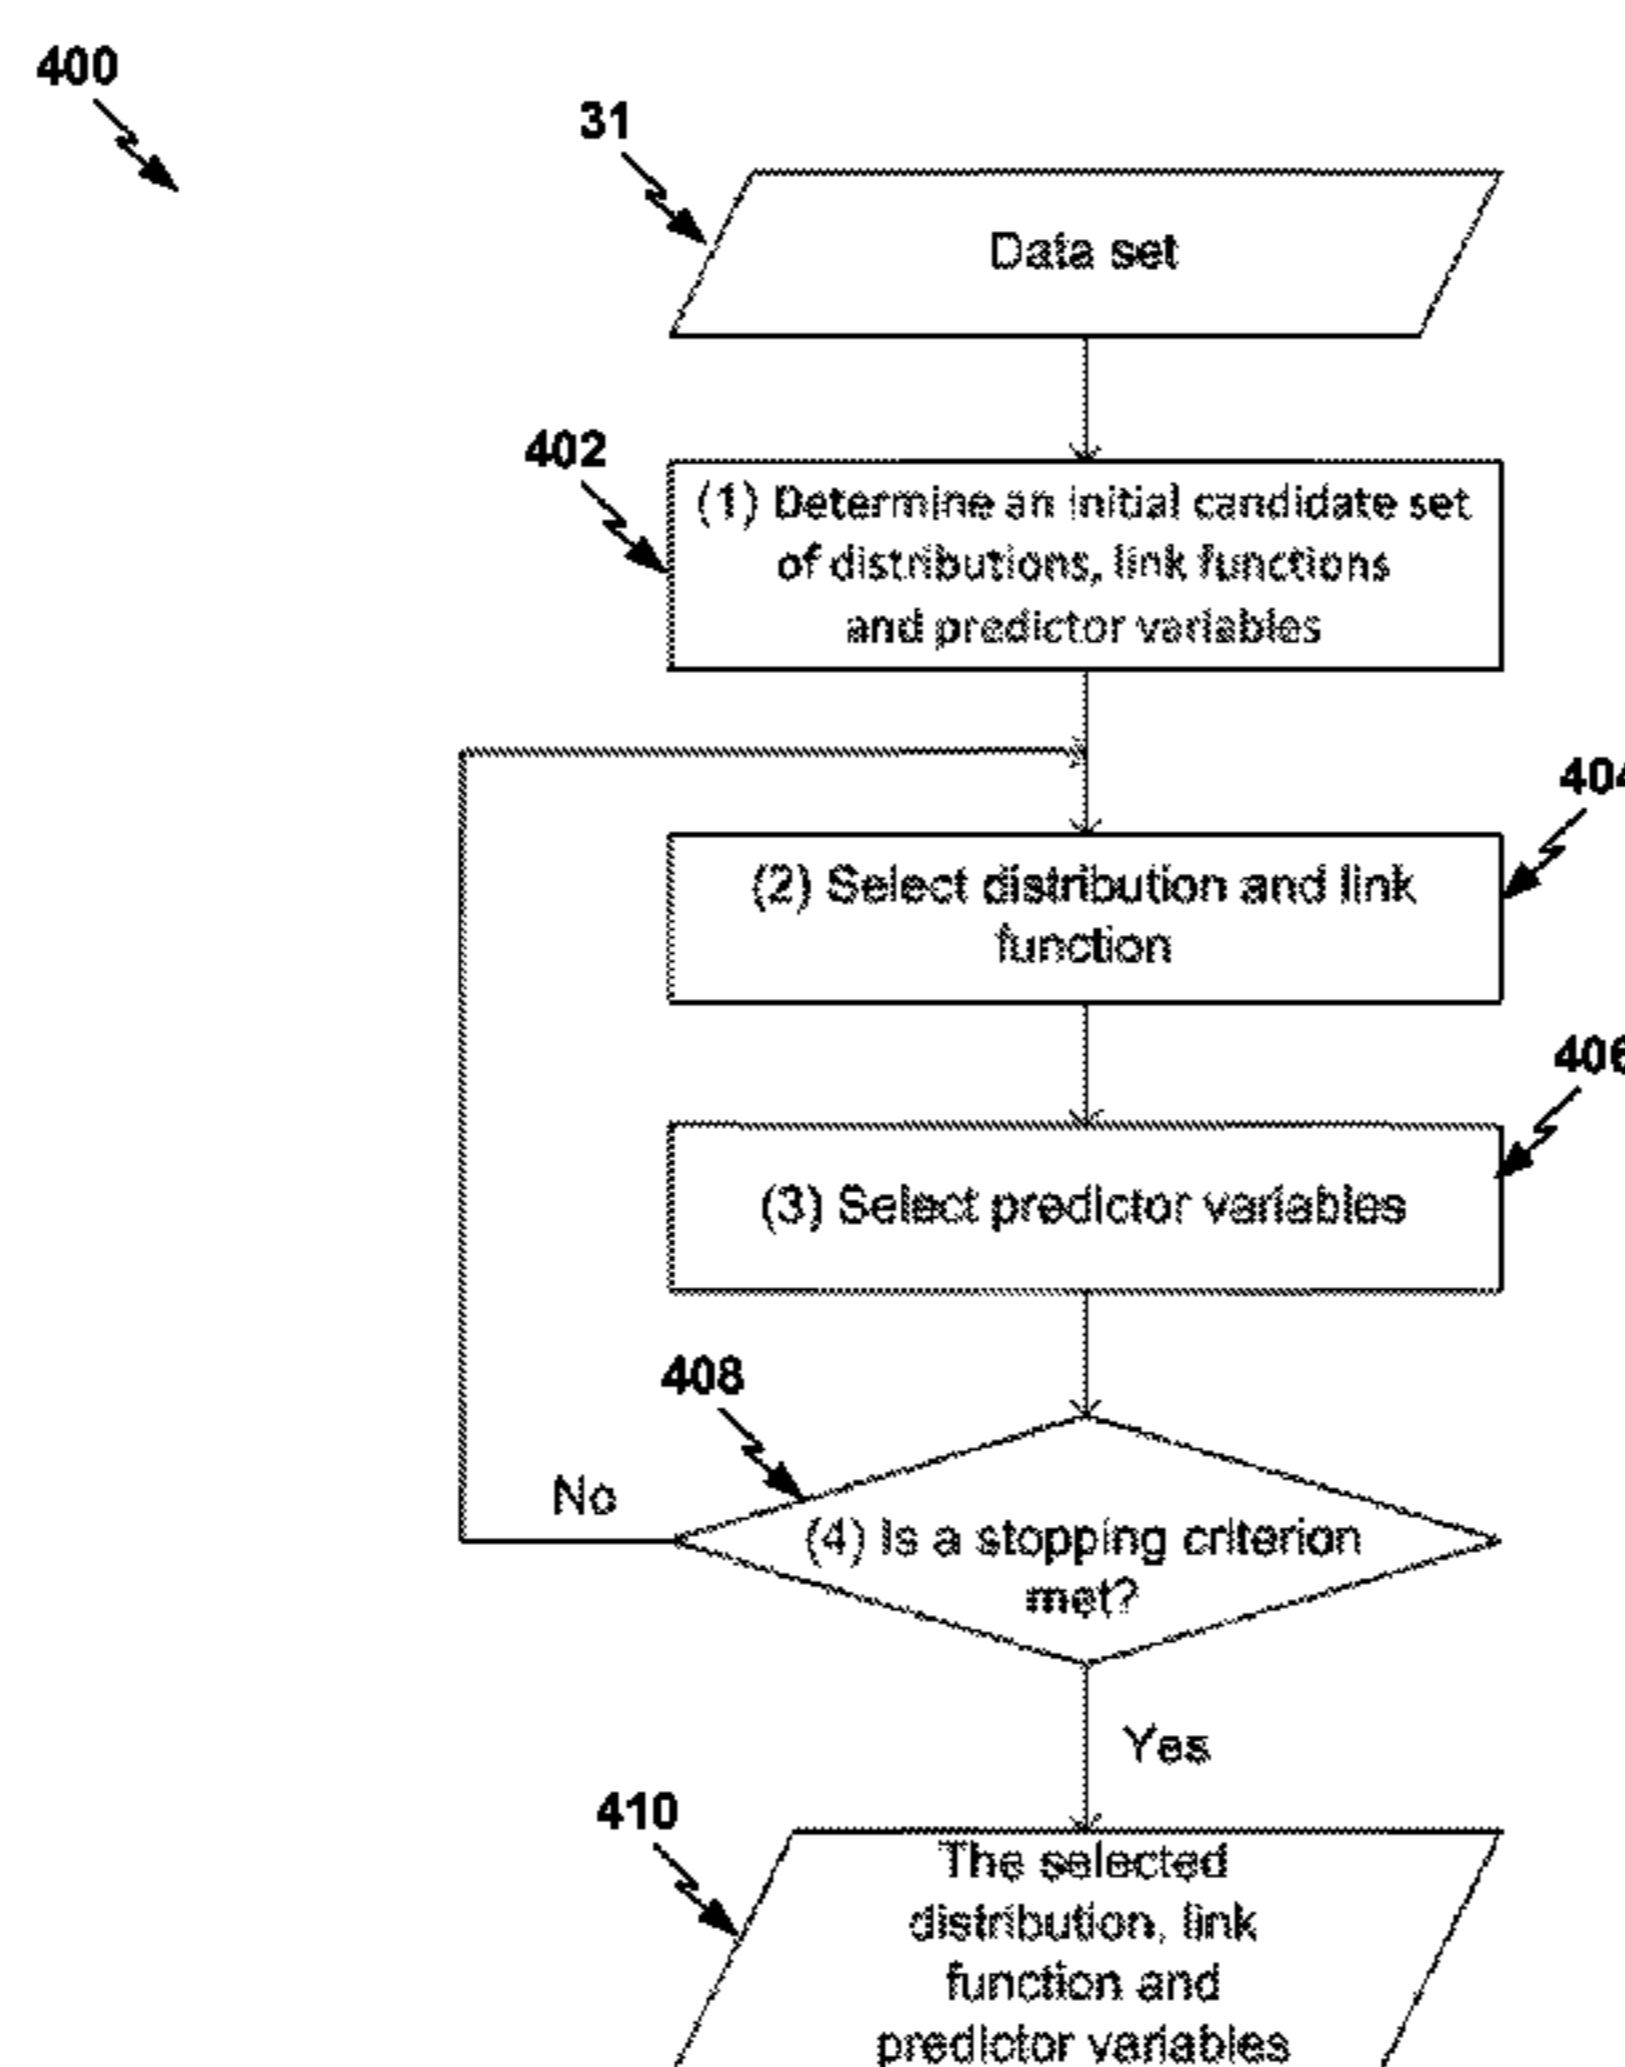 400
31
Data set
402
(1) Determine an initial candidate set
of distributions, link functions
and predictor variables
404
(2) Select distribution and link
function
406
(3) Select predictor variables
408
No
(4) Is a stopping criterion
met?
Yes
410
The selected
distribution, link
function and
predictor variables